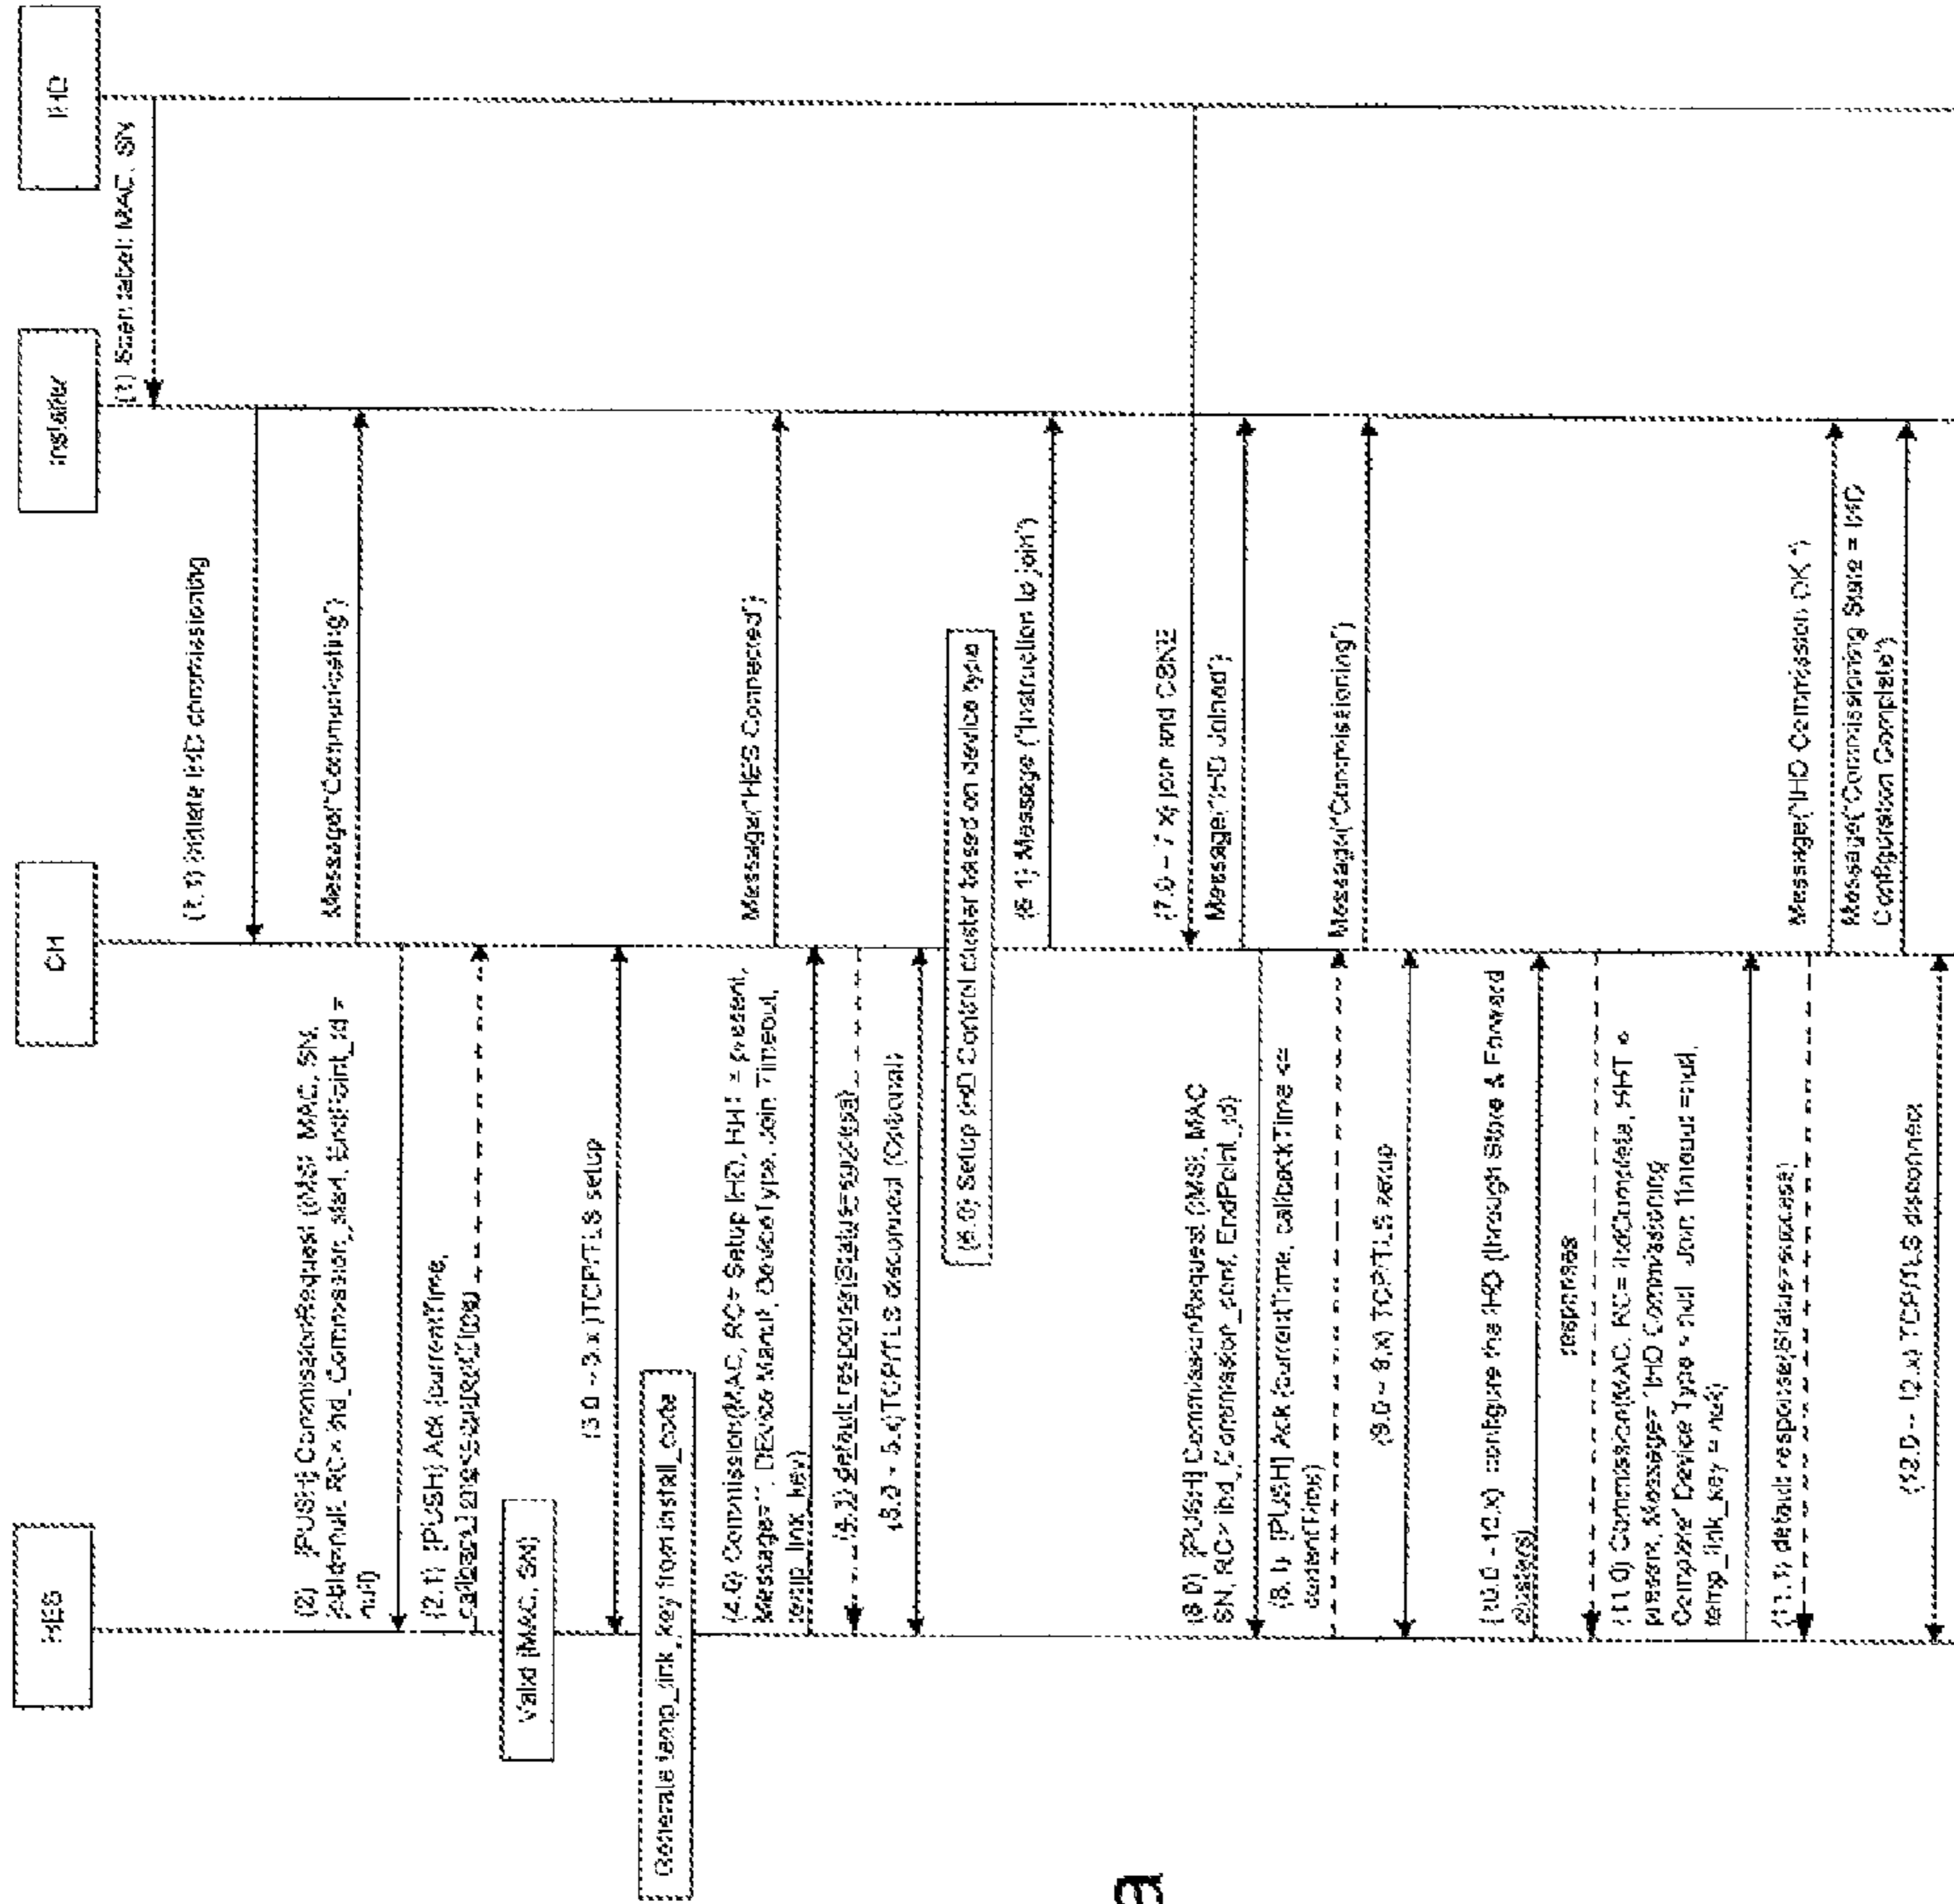 HES
CH
Installer
IHD
(1) Scan label: MAC, SN
(1.1) Initiate IHD commissioning
Message("Communicating")
(2) [PUSH] CommissionRequest (IMSI, MAC, SN,
RC= ihd_Commission_start, EndPoint_id =
null)
(2.1) [PUSH] Ack (currentTime,
Valid (MAC, SN)
(3.0 – 3.x)TCP/TLS setup
Generate temp_link_key from install_code
Message("HES Connected")
(4.0) Commission(MAC, RC= Setup IHD, HHT = present,
Message="", Device Manuf, DeviceType, Join Timeout,
temp_link_key)
default response(Status=success)
(5.0 – 5.x)TCP/TLS disconnect (Optional)
(6.0) Setup IHD Control cluster based on device type
(6.1) Message ("Instruction to join")
(7.0 – 7.x) join and CBKE
Message("IHD Joined")
(8.0) [PUSH] CommissionRequest (IMSI, MAC
SN, RC= ihd_Commission_conf, EndPoint_id)
(8.1) [PUSH] Ack (currentTime, callbackTime <=
currentTime)
Message("Commissioning")
(9.0 – 9.x) TCP/TLS setup
(10.0 –10.x) configure the IHD (through Store & Forward
clusters)
responses
(11.0) Commission(MAC, RC= IhdComplete, HHT =
present, Message= "IHD Commissioning
Complete" Device Type = null, Join Timeout =null,
temp_link_key = null)
(11.1) default response(Status=success)
Message("IHD Commission OK ")
Message("Commissioning State = IHD
Configuration Complete")
(12.0 – 12.x) TCP/TLS disconnect
a